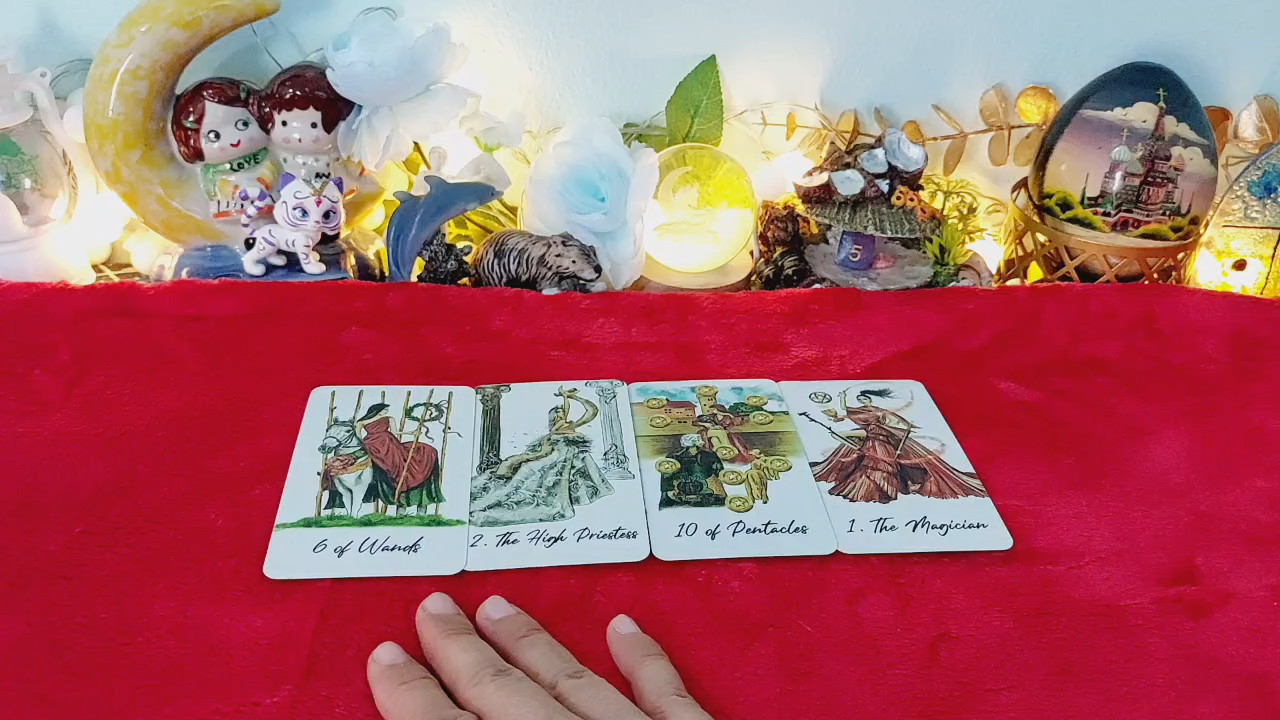 LOVE
5
6 of Wands
2. The High Priestess
10 of Pentacles
1. The Magician